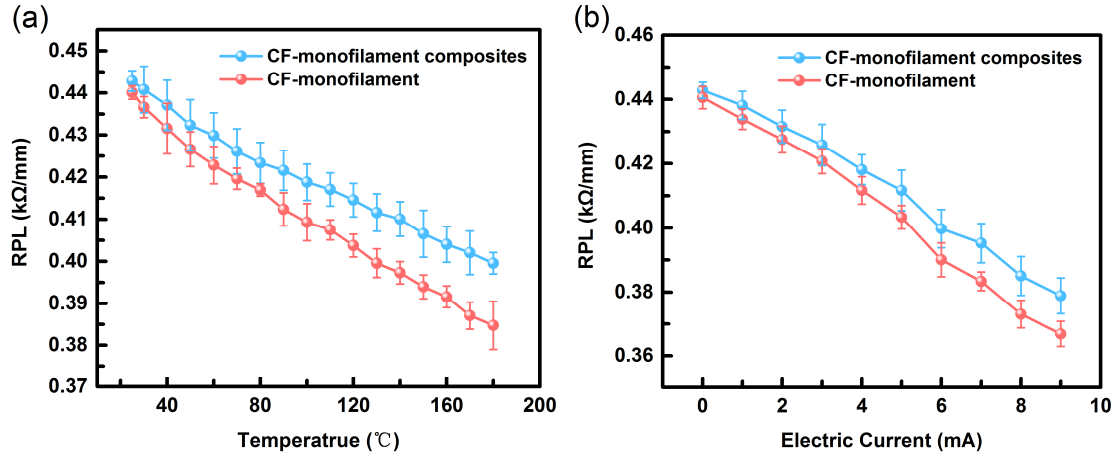 (a)
CF-monofilament composites
CF-monofilament
RPL (kΩ/mm)
0.45
0.44
0.43
0.42
0.41
0.40
0.39
0.38
0.37
40
80
120
160
200
Temperatrue (℃)
(b)
CF-monofilament composites
CF-monofilament
RPL (kΩ/mm)
0.46
0.44
0.42
0.40
0.38
0.36
0
2
4
6
8
10
Electric Current (mA)